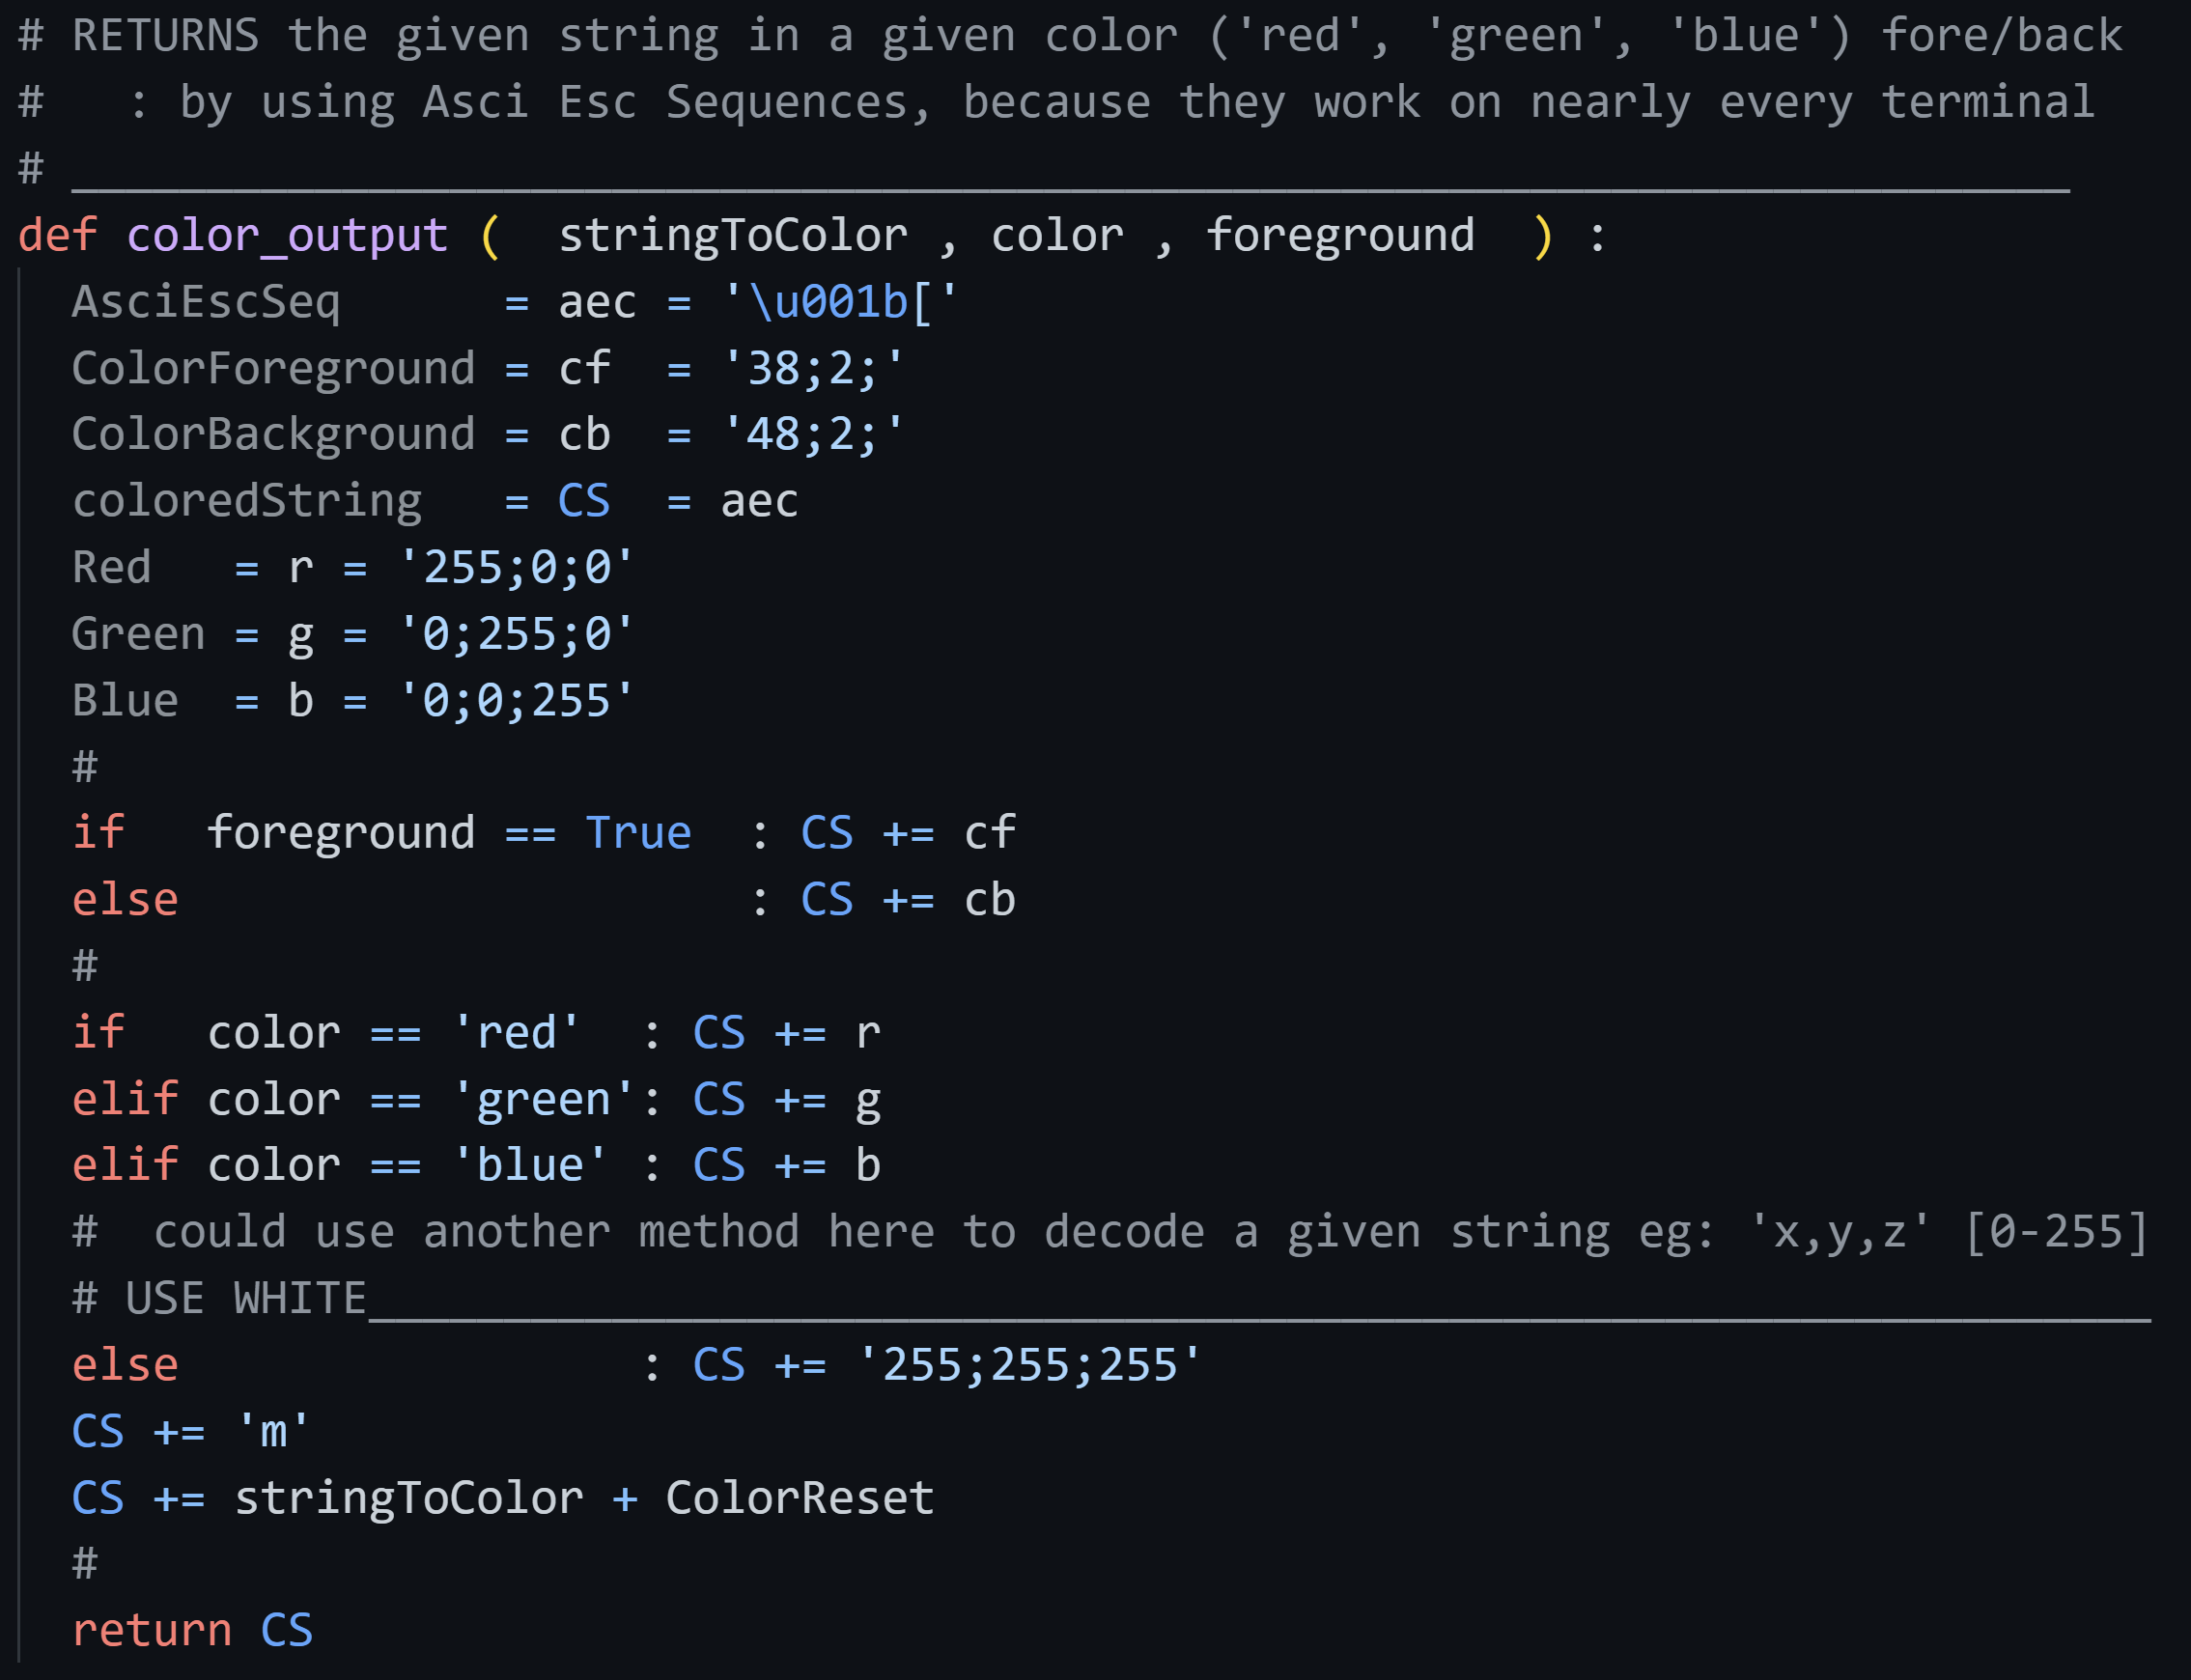 # RETURNS the given string in a given color ('red', 'green', 'blue') fore/back
#   : by using Asci Esc Sequences, because they work on nearly every terminal
# __________________________________________________________________________
def color_output (  stringToColor , color , foreground  ) :
  AsciEscSeq      = aec = '\u001b['
  ColorForeground = cf  = '38;2;'
  ColorBackground = cb  = '48;2;'
  coloredString   = CS  = aec
  Red   = r = '255;0;0'
  Green = g = '0;255;0'
  Blue  = b = '0;0;255'
  #
  if   foreground == True  : CS += cf
  else                     : CS += cb
  #
  if   color == 'red'  : CS += r
  elif color == 'green': CS += g
  elif color == 'blue' : CS += b
  #  could use another method here to decode a given string eg: 'x,y,z' [0-255]
  # USE WHITE__________________________________________________________________
  else                 : CS += '255;255;255'
  CS += 'm'
  CS += stringToColor + ColorReset
  #
  return CS